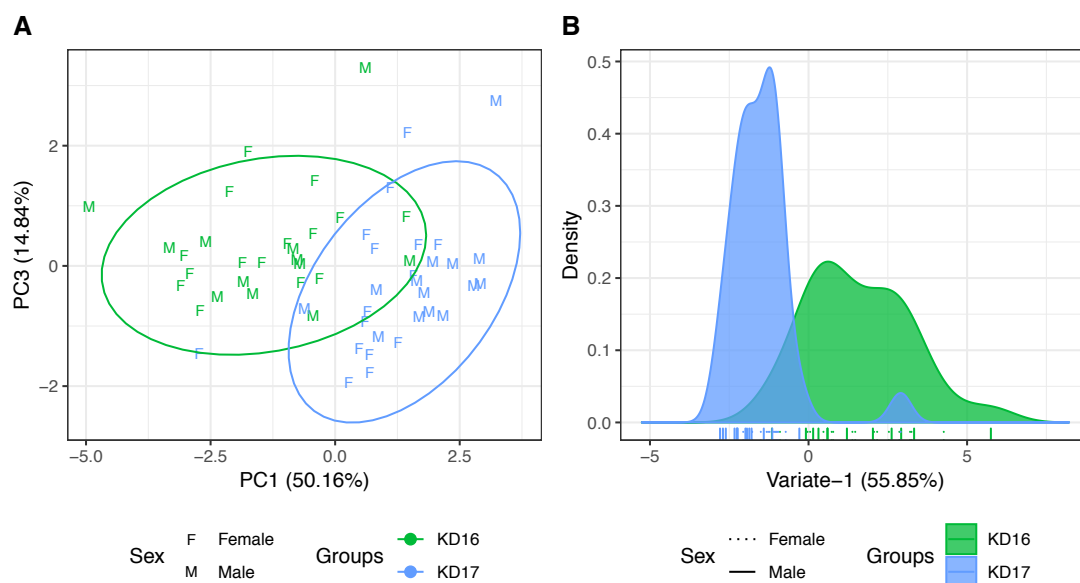 A
B
PC3 (14.84%)
2
0
−2
−5.0
−2.5
0.0
2.5
PC1 (50.16%)
M
M
F
F
F
F
M
F
F
F
F
F
F
M
M
F
F
M
F
F
M
F
F
M
M
F
M
M
F
F
M
M
F
F
M
F
M
M
M
F
M
M
M
M
M
F
M
F
M
M
M
F
M
F
F
F
F
F
F
Density
0.5
0.4
0.3
0.2
0.1
0.0
−5
0
5
Variate−1 (55.85%)
Sex
F Female
M Male
Groups
KD16
KD17
Sex
Female
Male
Groups
KD16
KD17